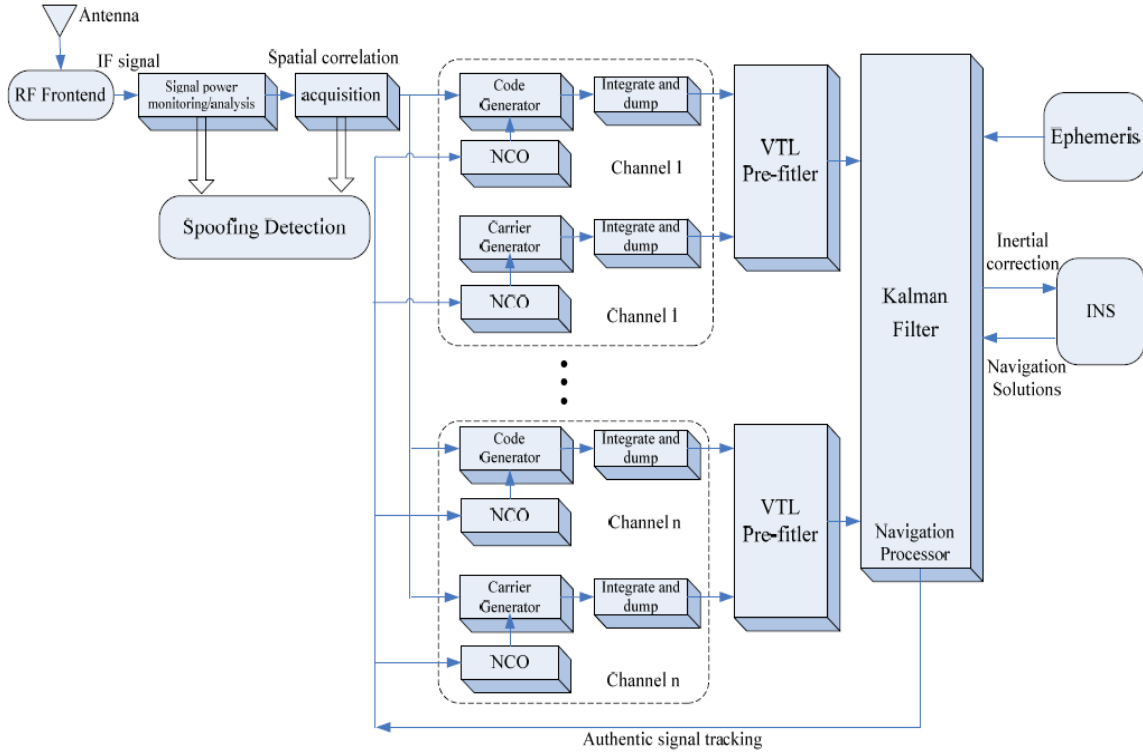 Antenna
IF signal
RF Frontend
Signal power
monitoring/analysis
Spatial correlation
acquisition
Spoofing Detection
Code
Generator
Integrate and
dump
NCO
Channel 1
Carrier
Generator
Integrate and
dump
NCO
Channel 1
VTL
Pre-fitler
Code
Generator
Integrate and
dump
NCO
Channel n
Carrier
Generator
Integrate and
dump
NCO
Channel n
VTL
Pre-fitler
Kalman
Filter
Navigation
Processor
Ephemeris
Inertial
correction
INS
Navigation
Solutions
Authentic signal tracking